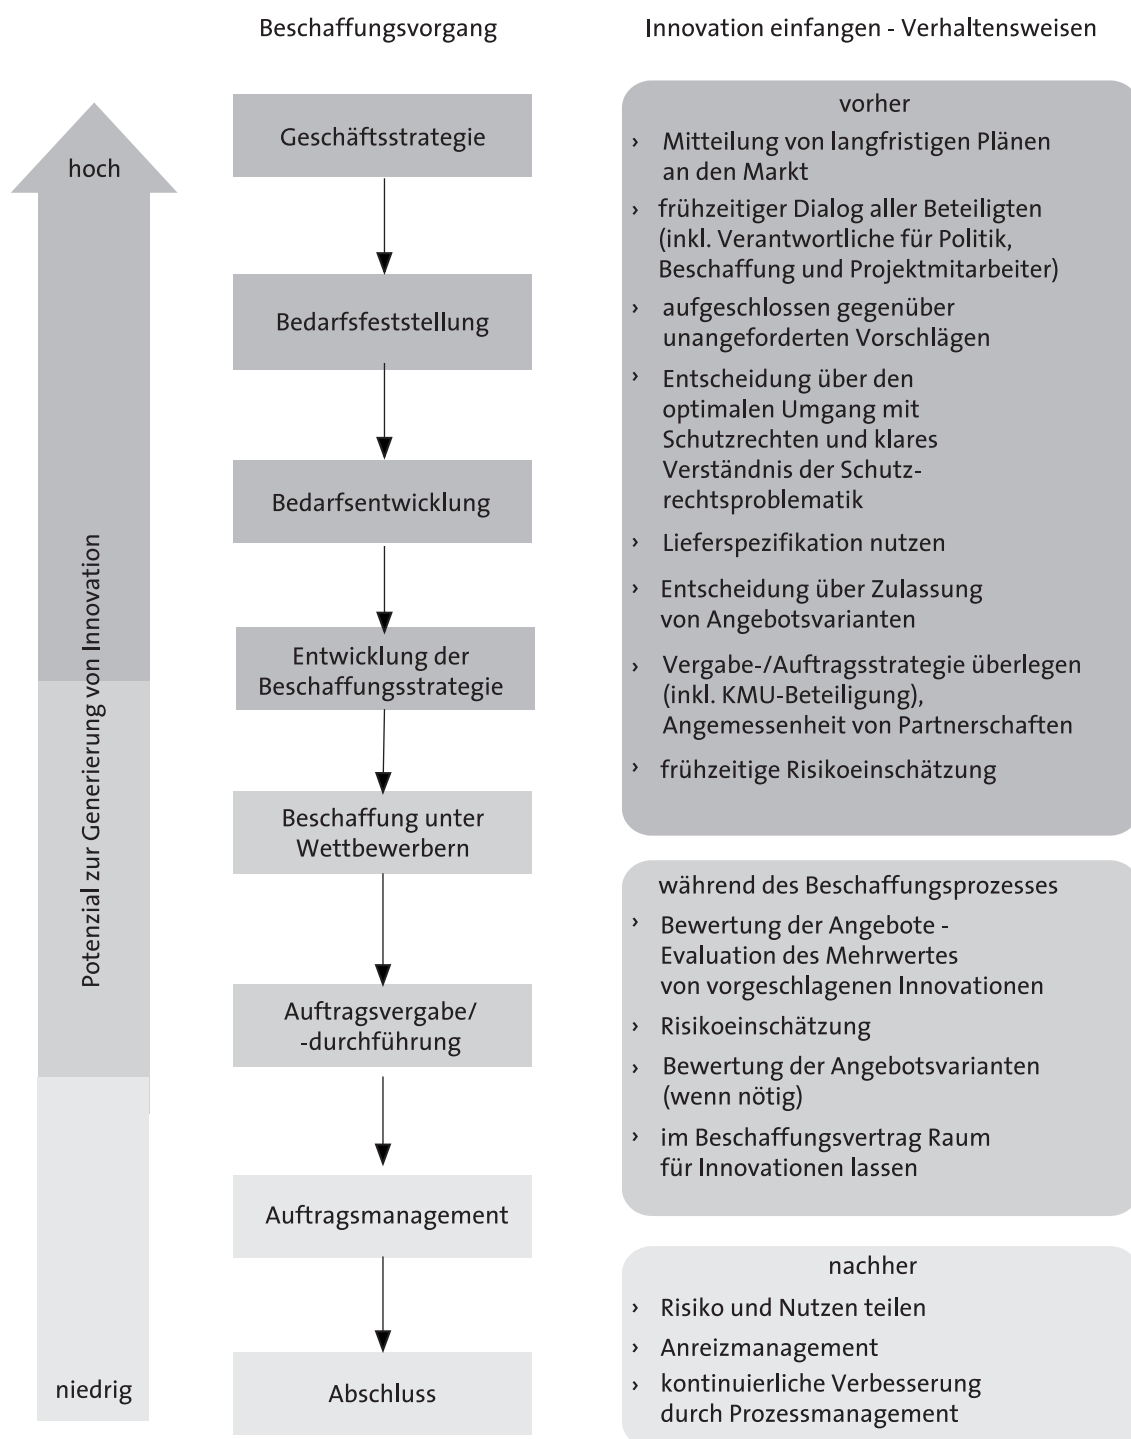 Beschaffungsvorgang
Innovation einfangen - Verhaltensweisen
hoch
Potenzial zur Generierung von Innovation
niedrig
Geschäftsstrategie
Bedarfsfeststellung
Bedarfsentwicklung
Entwicklung der
Beschaffungsstrategie
Beschaffung unter
Wettbewerbern
Auftragsvergabe/
-durchführung
Auftragsmanagement
Abschluss
vorher
› Mitteilung von langfristigen Plänen
an den Markt
› frühzeitiger Dialog aller Beteiligten
(inkl. Verantwortliche für Politik,
Beschaffung und Projektmitarbeiter)
› aufgeschlossen gegenüber
unangeforderten Vorschlägen
› Entscheidung über den
optimalen Umgang mit
Schutzrechten und klares
Verständnis der Schutz-
rechtsproblematik
› Lieferspezifikation nutzen
› Entscheidung über Zulassung
von Angebotsvarianten
› Vergabe-/Auftragsstrategie überlegen
(inkl. KMU-Beteiligung),
Angemessenheit von Partnerschaften
› frühzeitige Risikoeinschätzung
während des Beschaffungsprozesses
› Bewertung der Angebote -
Evaluation des Mehrwertes
von vorgeschlagenen Innovationen
› Risikoeinschätzung
› Bewertung der Angebotsvarianten
(wenn nötig)
› im Beschaffungsvertrag Raum
für Innovationen lassen
nachher
› Risiko und Nutzen teilen
› Anreizmanagement
› kontinuierliche Verbesserung
durch Prozessmanagement